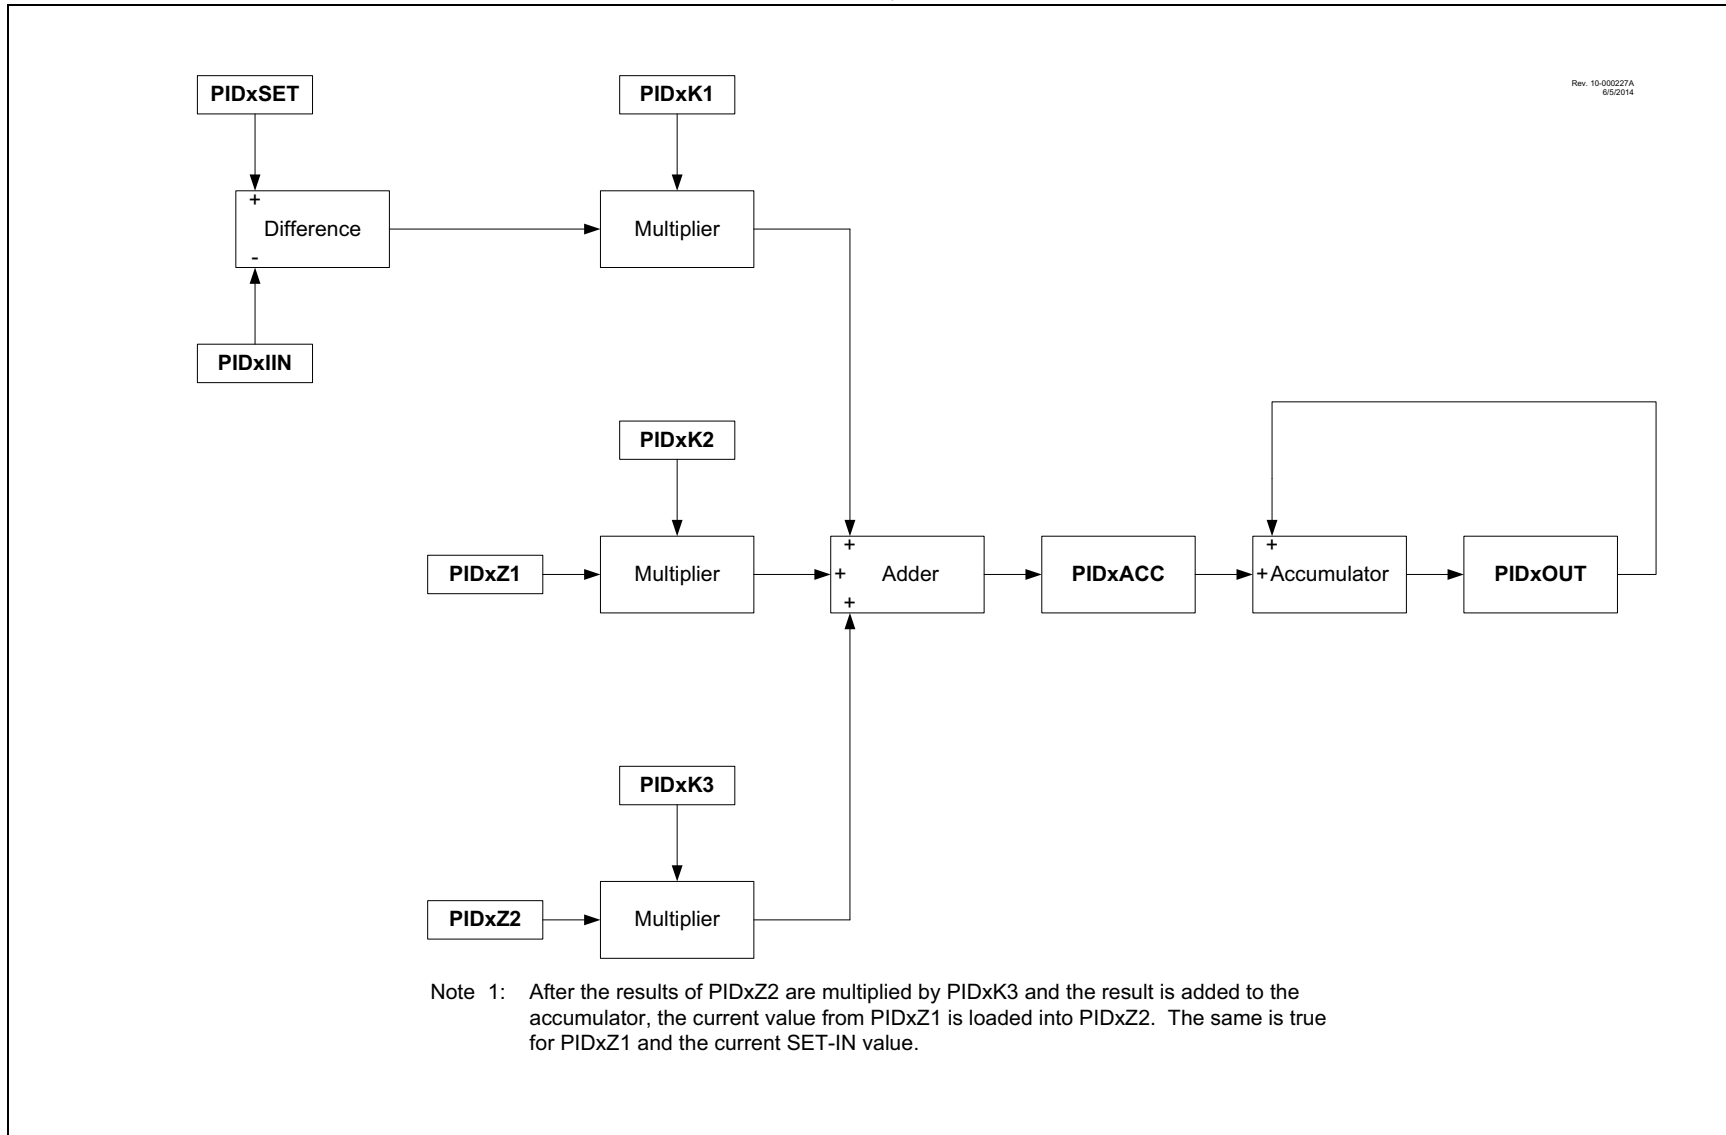 PIDxSET
PIDxK1
Rev. 10-000227A
6/5/2014
+
Difference
-
Multiplier
PIDxIIN
PIDxK2
PIDxZ1
Multiplier
+
+ Adder
+
PIDxACC
+
+Accumulator
PIDxOUT
PIDxK3
PIDxZ2
Multiplier
Note 1: After the results of PIDxZ2 are multiplied by PIDxK3 and the result is added to the
accumulator, the current value from PIDxZ1 is loaded into PIDxZ2. The same is true
for PIDxZ1 and the current SET-IN value.